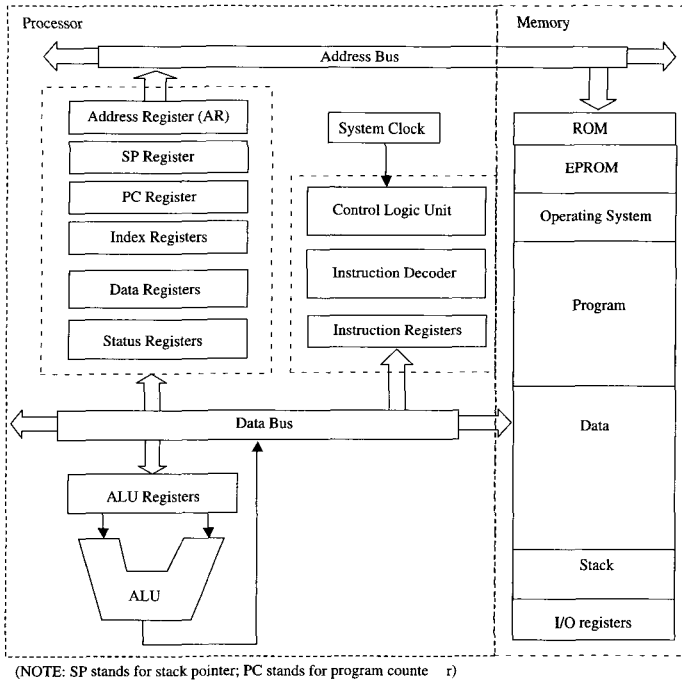 Processor
Memory
Address Bus
Address Register (AR)
SP Register
PC Register
Index Registers
Data Registers
Status Registers
System Clock
Control Logic Unit
Instruction Decoder
Instruction Registers
ROM
EPROM
Operating System
Program
Data
Stack
I/O registers
Data Bus
ALU Registers
ALU
(NOTE: SP stands for stack pointer; PC stands for program counte r)